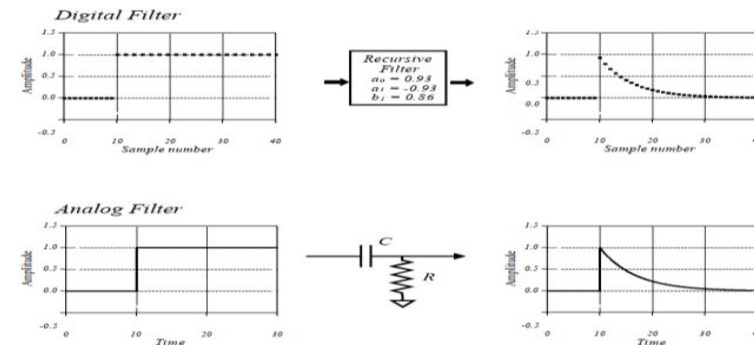 Digital Filter
1.5
1.0
0.5
0.0
-0.5
Amplitude
0 10 20 30 40
Sample number
Recursive
Filter
a₀ = 0.93
a₁ = -0.93
b₁ = 0.86
1.5
1.0
0.5
0.0
-0.5
Amplitude
0 10 20 30
Sample number
Analog Filter
1.5
1.0
0.5
0.0
-0.5
Amplitude
0 10 20 30
Time
C
R
1.5
1.0
0.5
0.0
-0.5
Amplitude
0 10 20 30
Time